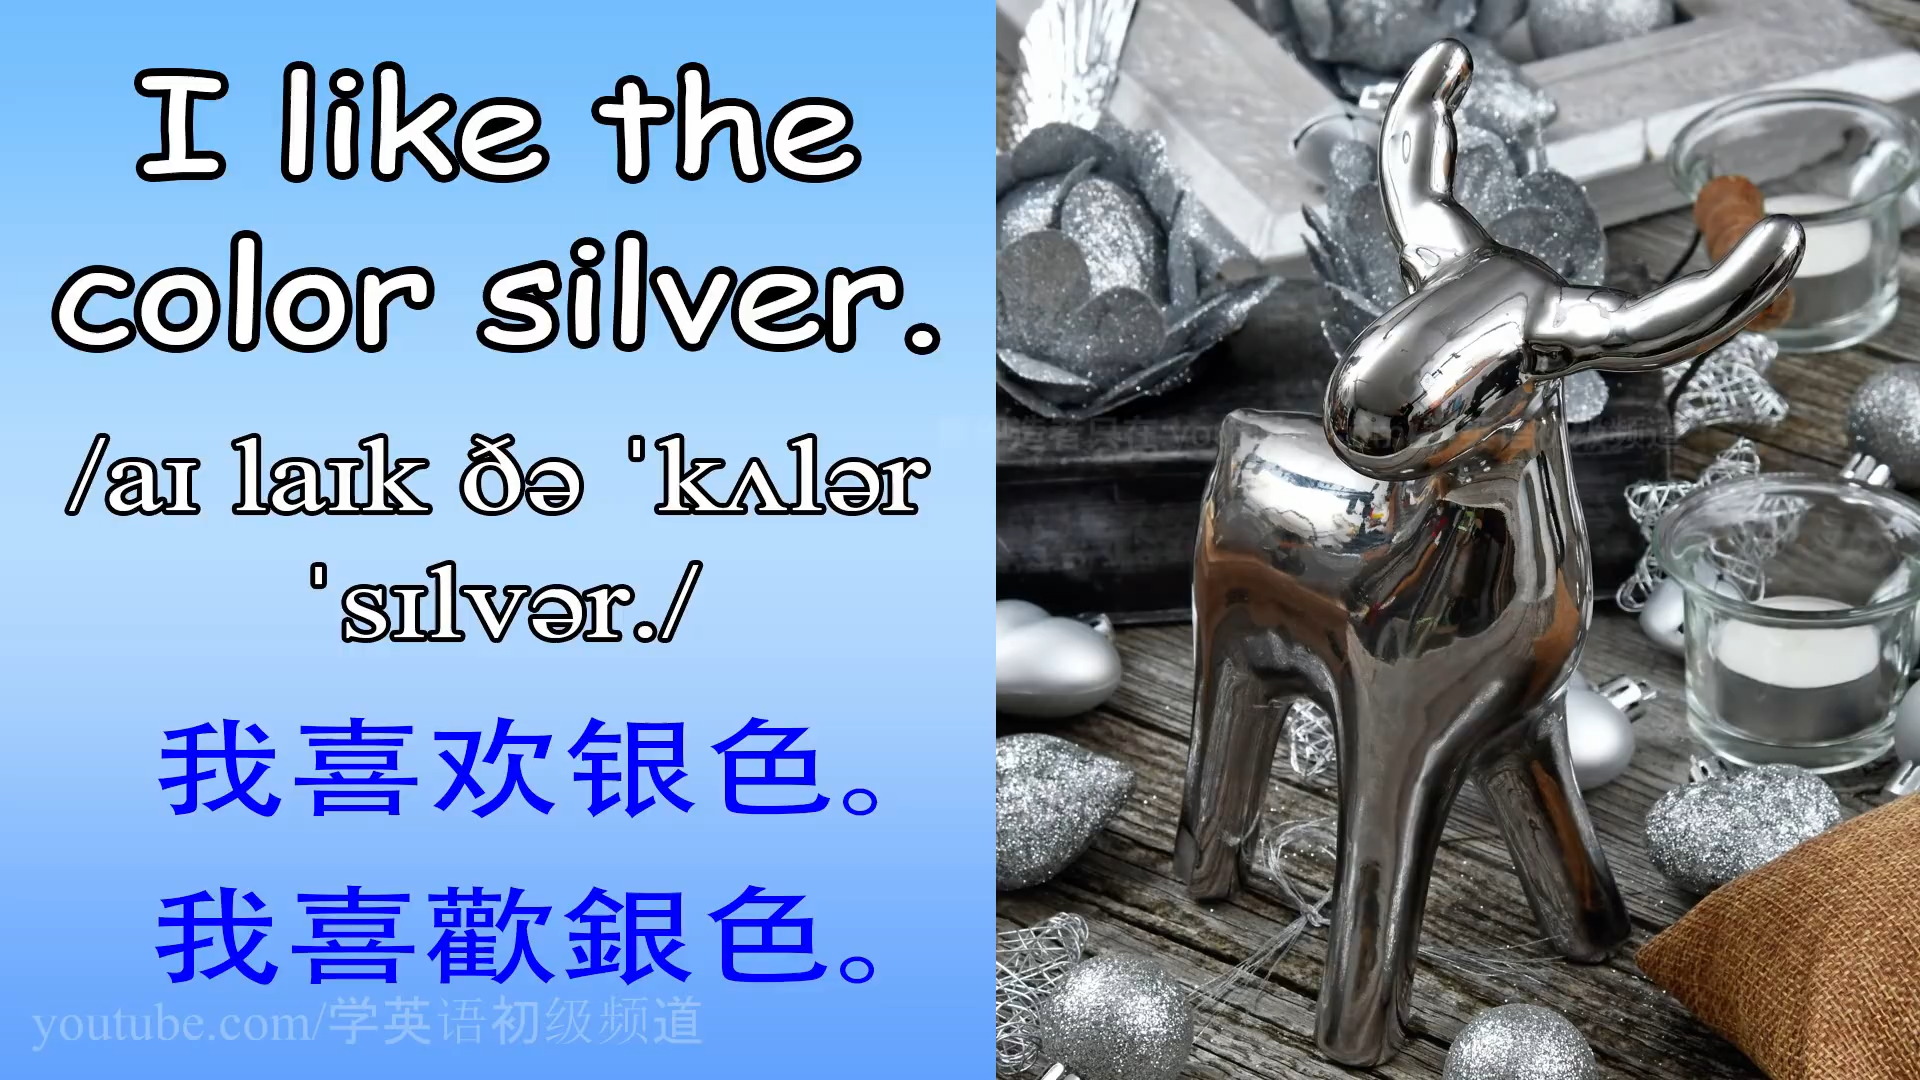 I like the
color silver.
/aɪ laɪk ðə ˈkʌlər
ˈsɪlvər./
我喜欢银色。
我喜歡銀色。
youtube.com/学英语初级频道